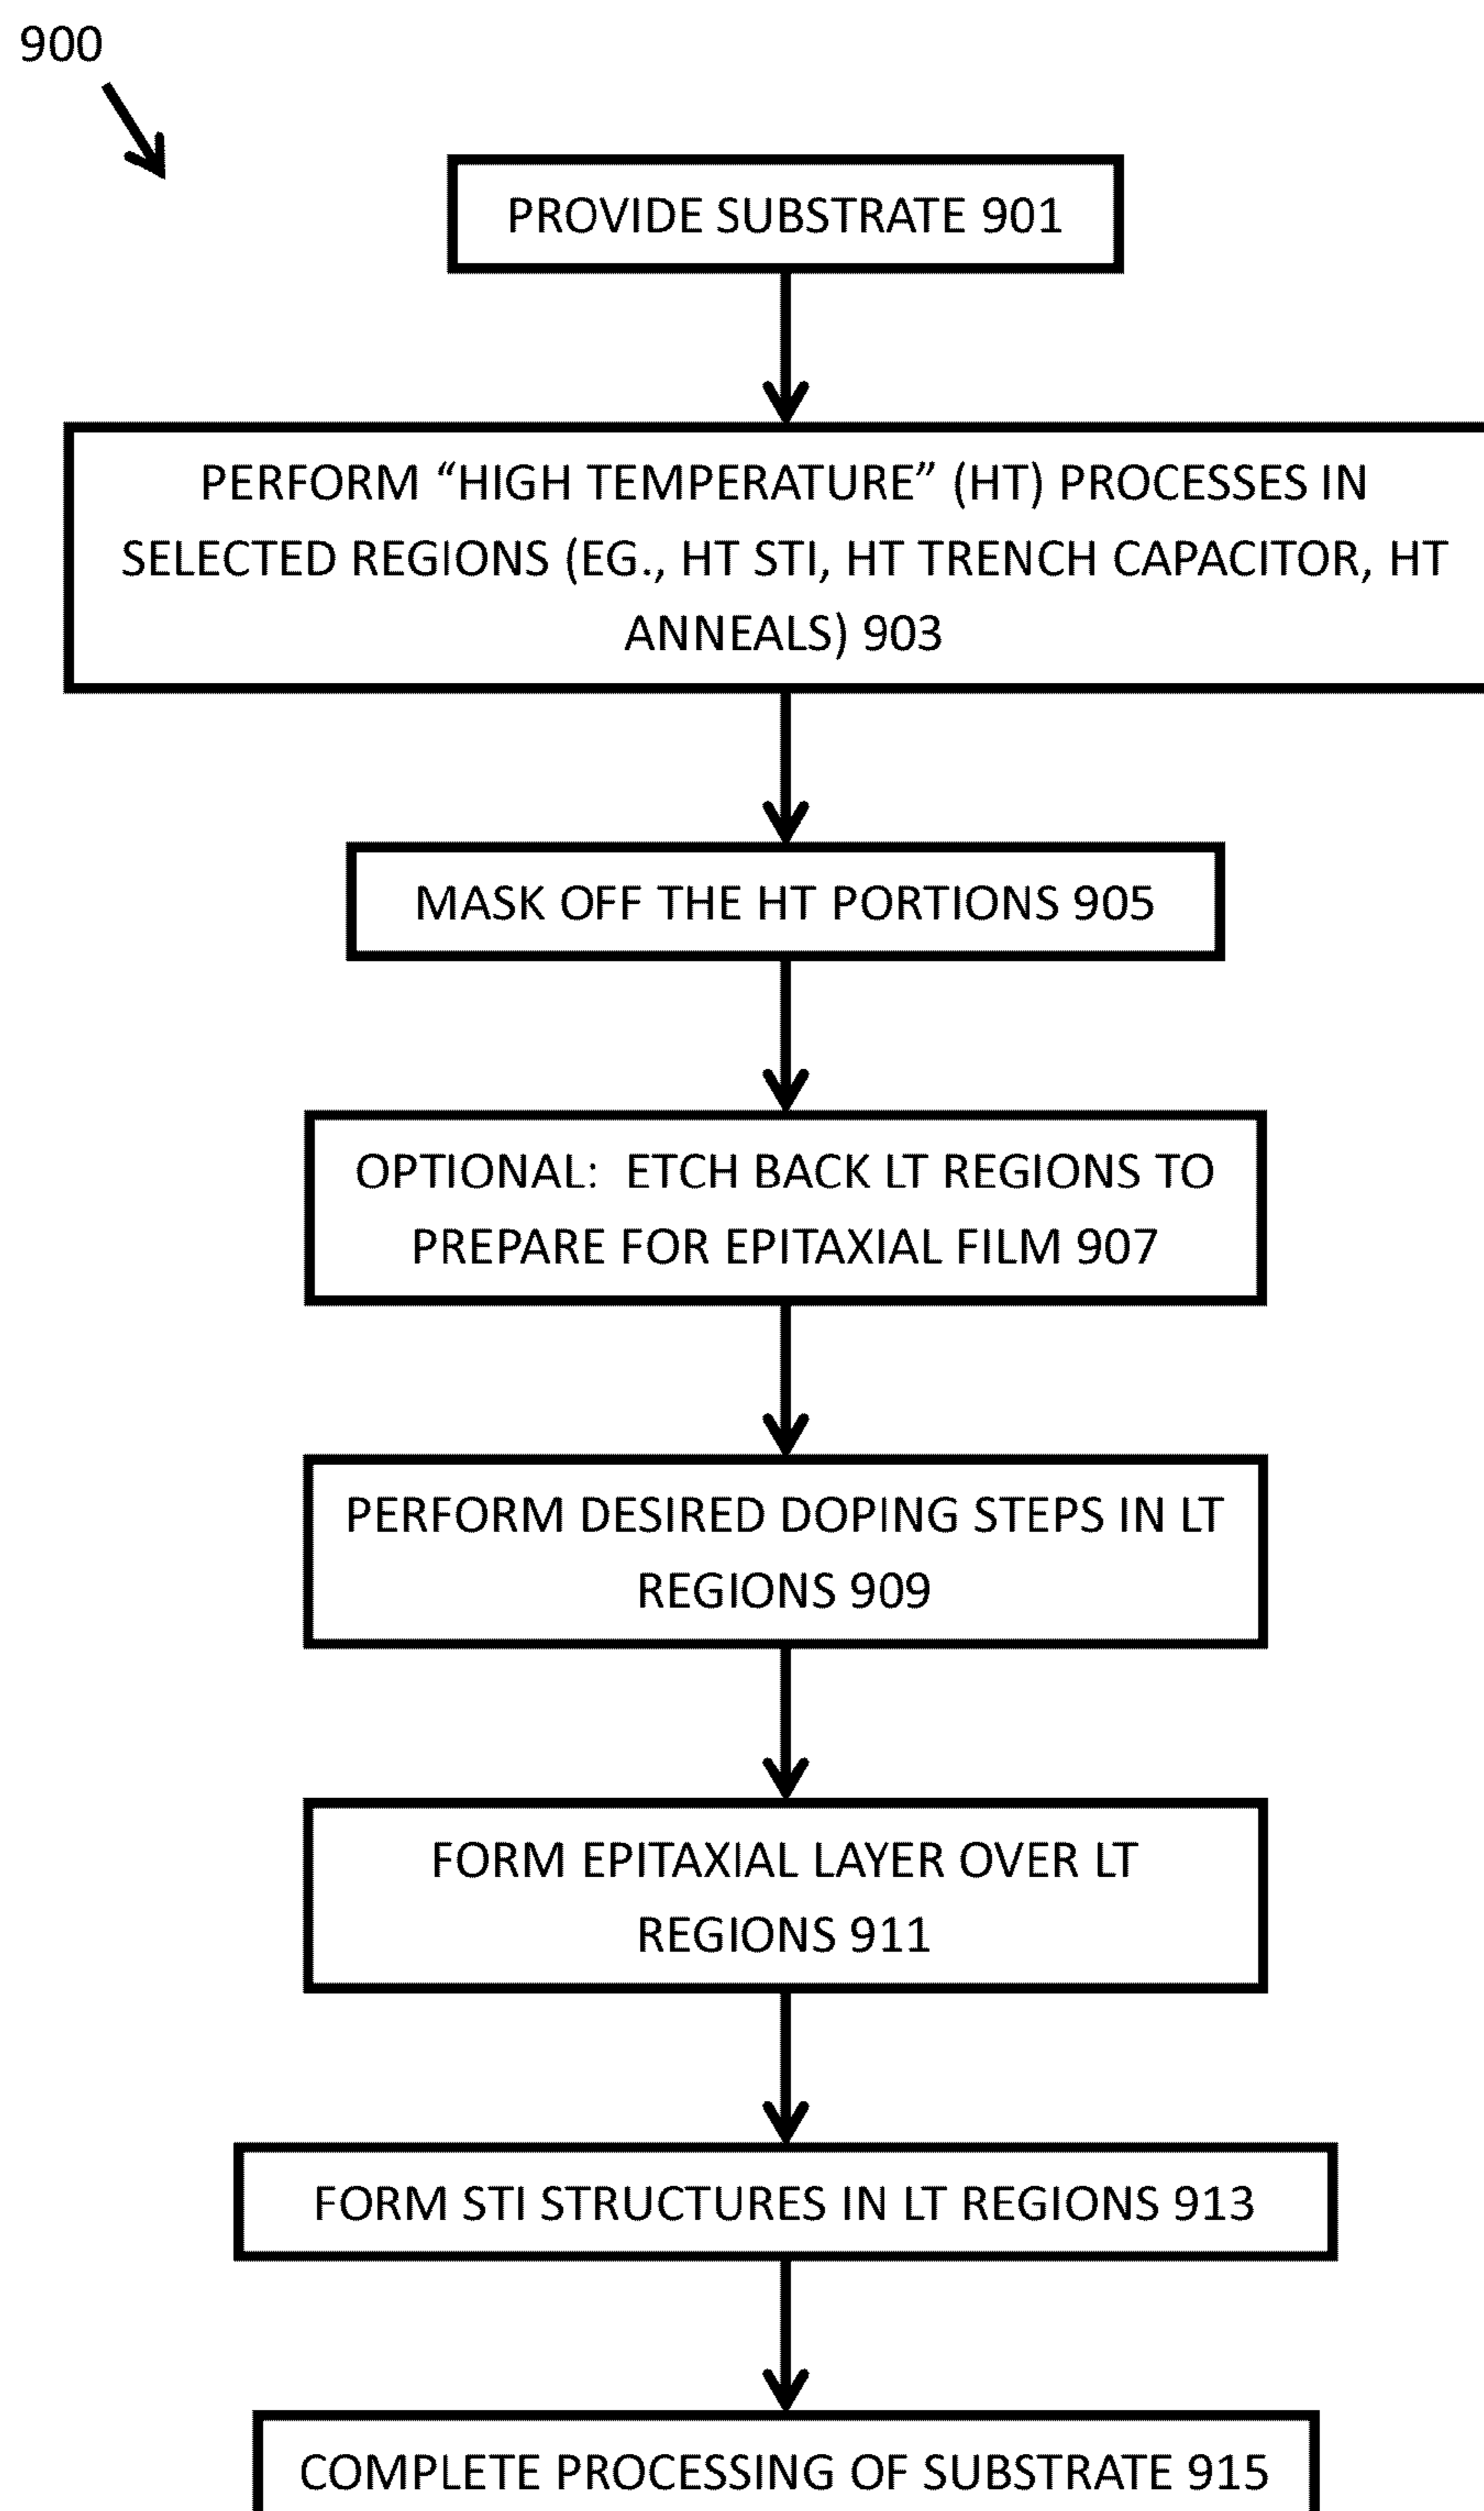 900
PROVIDE SUBSTRATE 901
PERFORM “HIGH TEMPERATURE” (HT) PROCESSES IN
SELECTED REGIONS (EG., HT STI, HT TRENCH CAPACITOR, HT
ANNEALS) 903
MASK OFF THE HT PORTIONS 905
OPTIONAL:  ETCH BACK LT REGIONS TO
PREPARE FOR EPITAXIAL FILM 907
PERFORM DESIRED DOPING STEPS IN LT
REGIONS 909
FORM EPITAXIAL LAYER OVER LT
REGIONS 911
FORM STI STRUCTURES IN LT REGIONS 913
COMPLETE PROCESSING OF SUBSTRATE 915